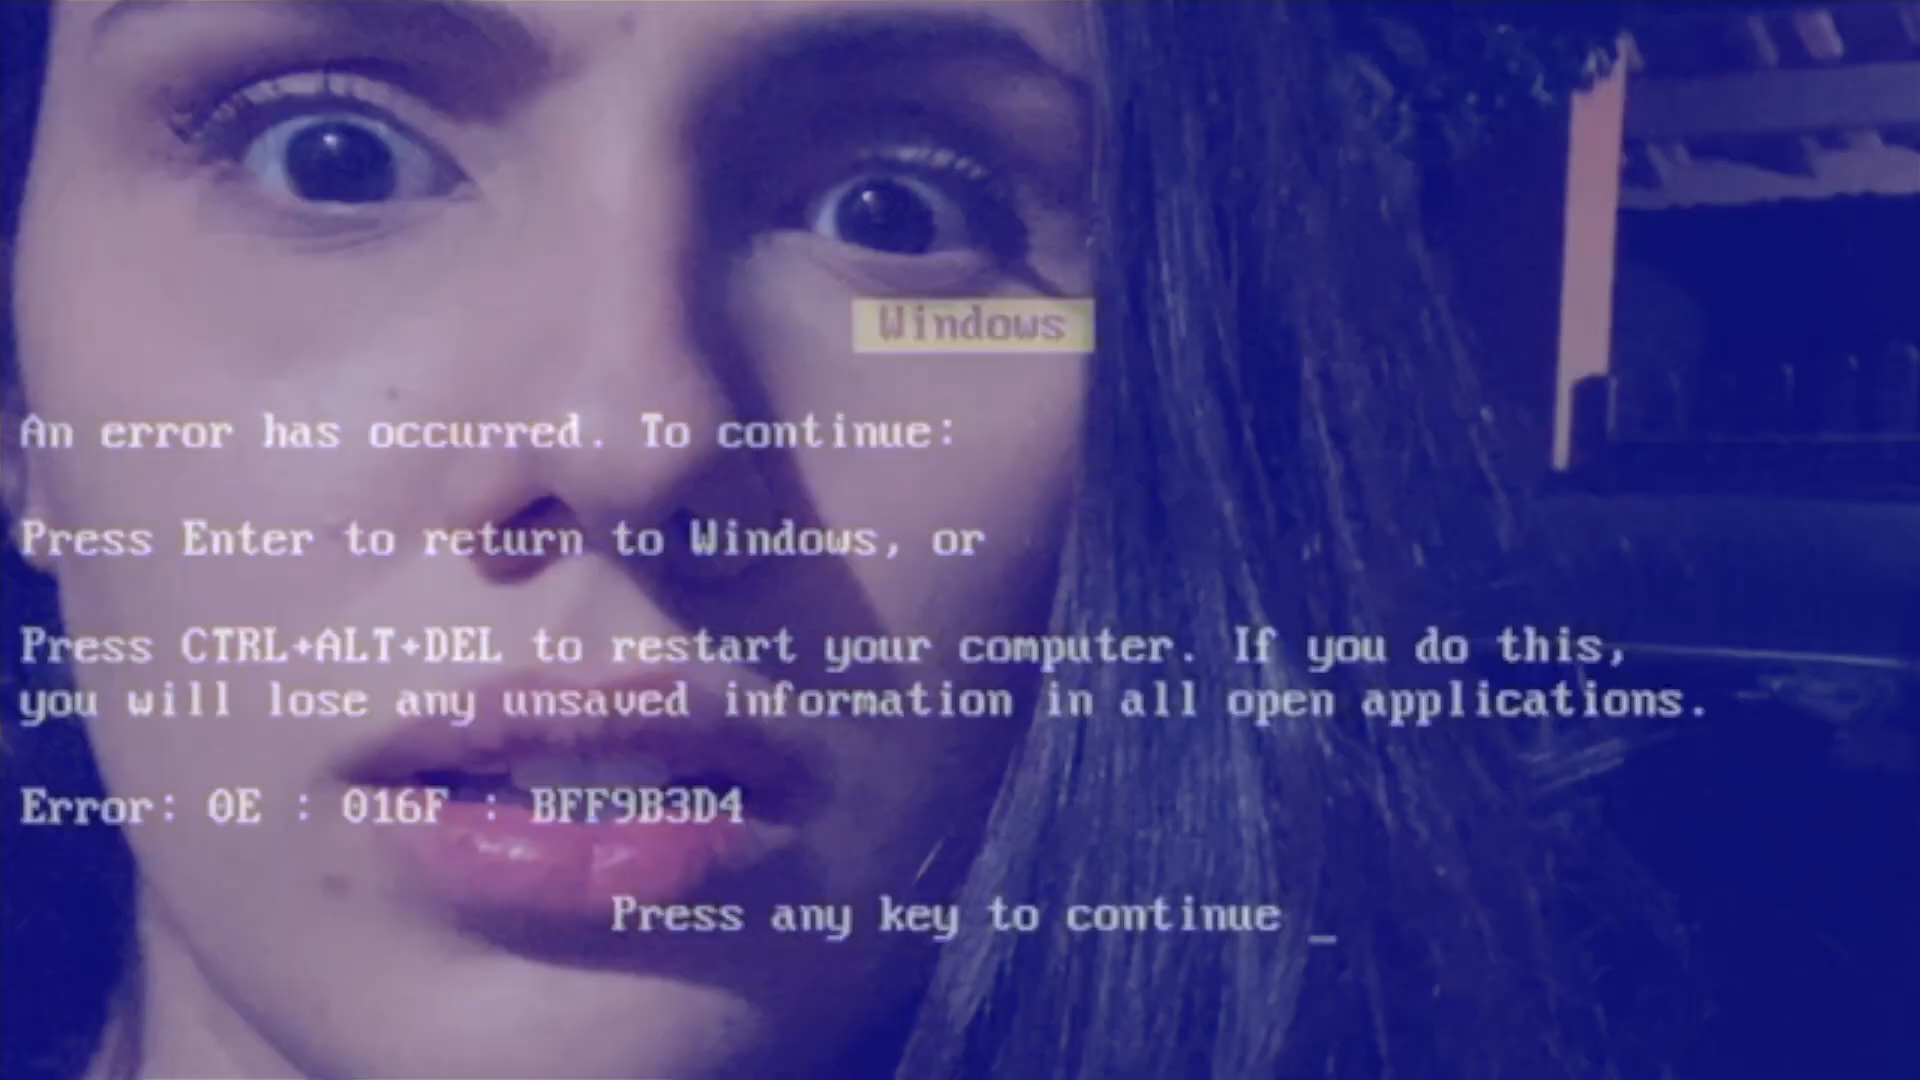 Windows
An error has occurred. To continue:
Press Enter to return to Windows, or
Press CTRL+ALT+DEL to restart your computer. If you do this,
you will lose any unsaved information in all open applications.
Error: 0E : 016F : BFF9B3D4
Press any key to continue _